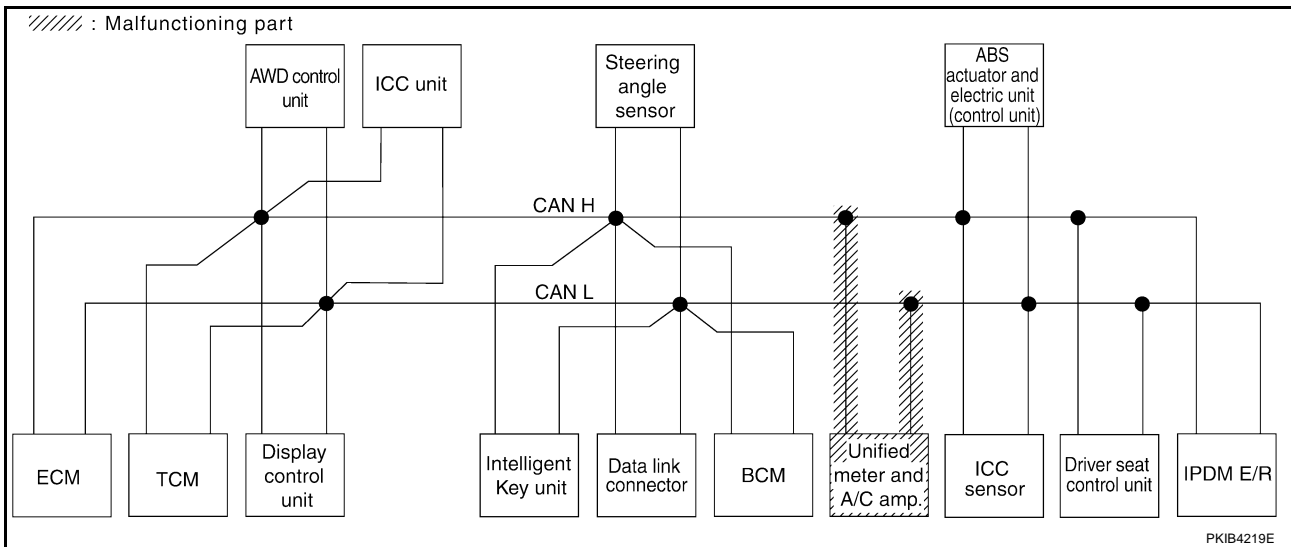 : Malfunctioning part
AWD control
unit
ICC unit
Steering
angle
sensor
ABS
actuator and
electric unit
(control unit)
CAN H
CAN L
ECM
TCM
Display
control
unit
Intelligent
Key unit
Data link
connector
BCM
Unified
meter and
A/C amp.
ICC
sensor
Driver seat
control unit
IPDM E/R
PKIB4219E